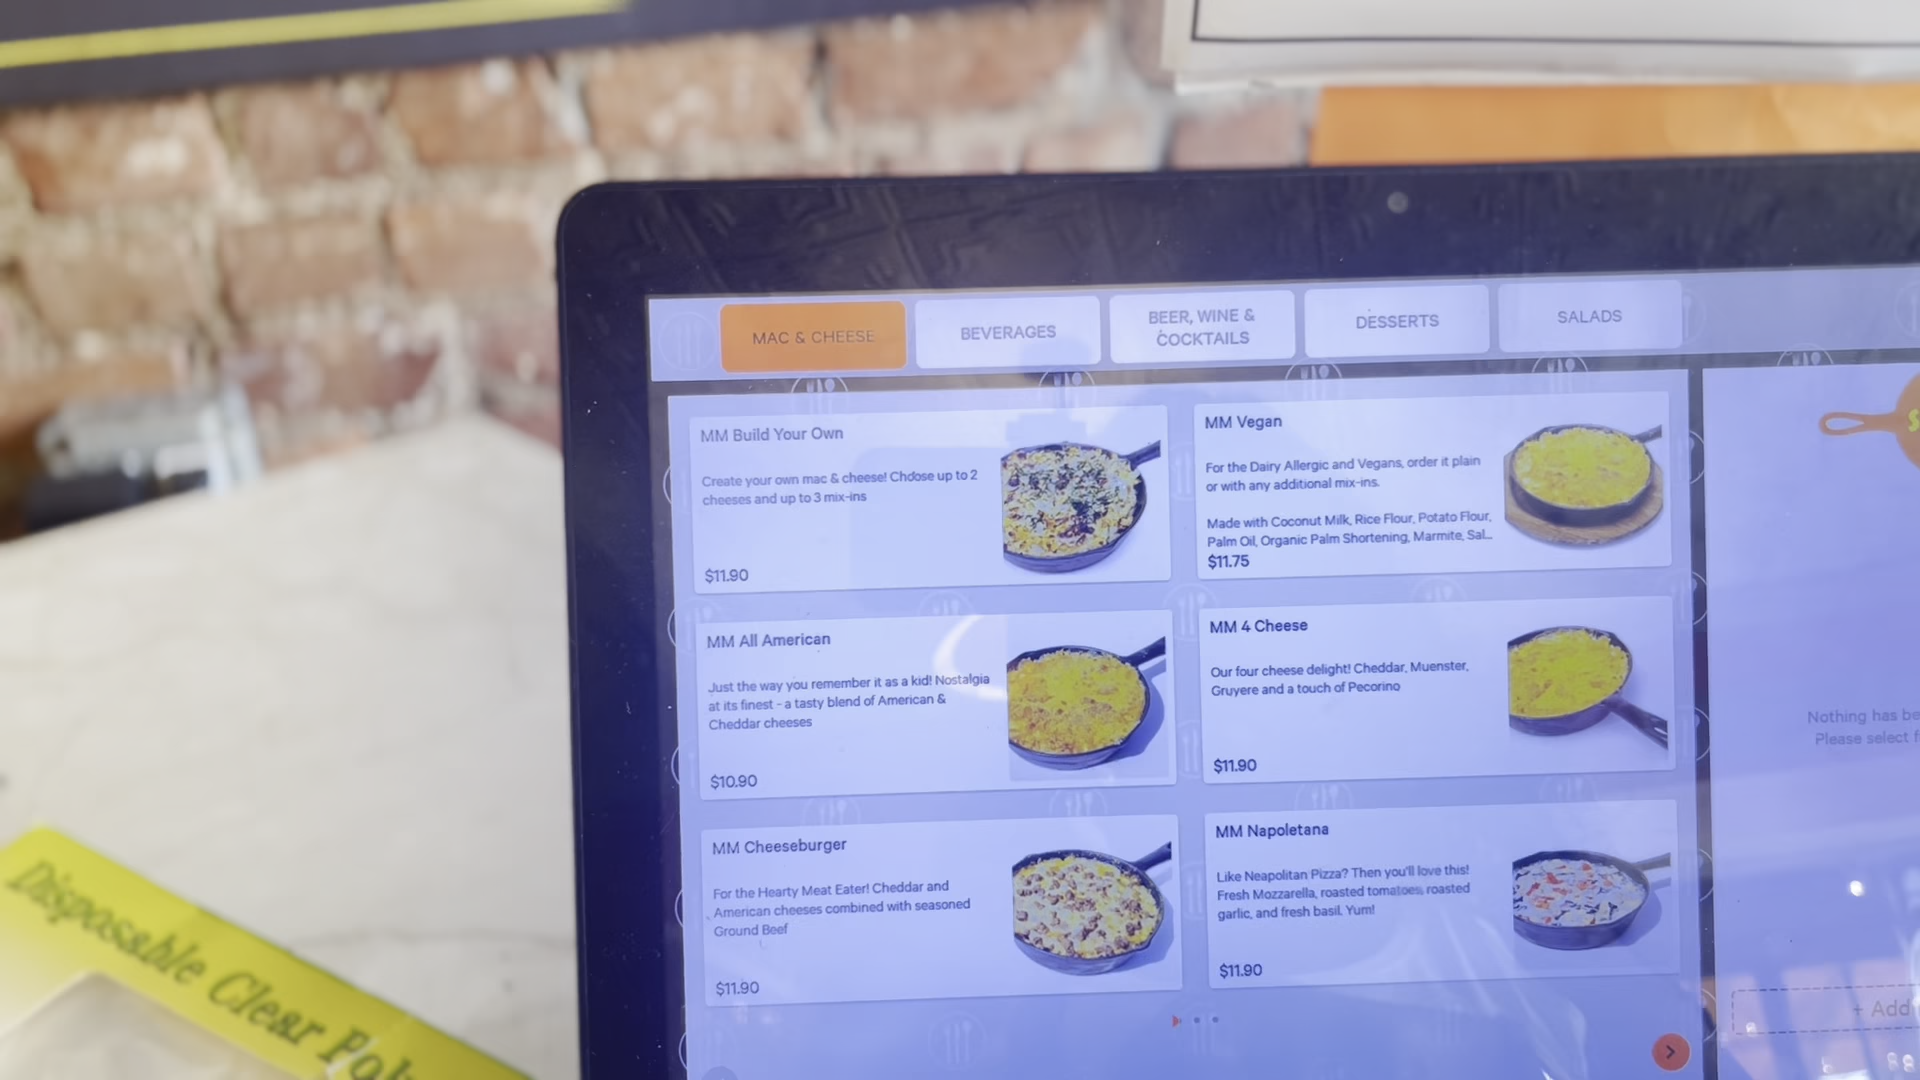 MAC & CHEESE
BEVERAGES
BEER, WINE &
COCKTAILS
DESSERTS
SALADS
MM Build Your Own
Create your own mac & cheese! Choose up to 2
cheeses and up to 3 mix-ins
$11.90
MM Vegan
For the Dairy Allergic and Vegans, order it plain
or with any additional mix-ins.
Made with Coconut Milk, Rice Flour, Potato Flour,
Palm Oil, Organic Palm Shortening, Marmite, Sal...
$11.75
MM All American
Just the way you remember it as a kid! Nostalgia
at its finest - a tasty blend of American &
Cheddar cheeses
$10.90
MM 4 Cheese
Our four cheese delight! Cheddar, Muenster,
Gruyere and a touch of Pecorino
$11.90
MM Cheeseburger
For the Hearty Meat Eater! Cheddar and
American cheeses combined with seasoned
Ground Beef
$11.90
MM Napoletana
Like Neapolitan Pizza? Then you'll love this!
Fresh Mozzarella, roasted tomatoes, roasted
garlic, and fresh basil. Yum!
$11.90
Nothing has be
Please select f
+ Add
Disposable Clear Pol